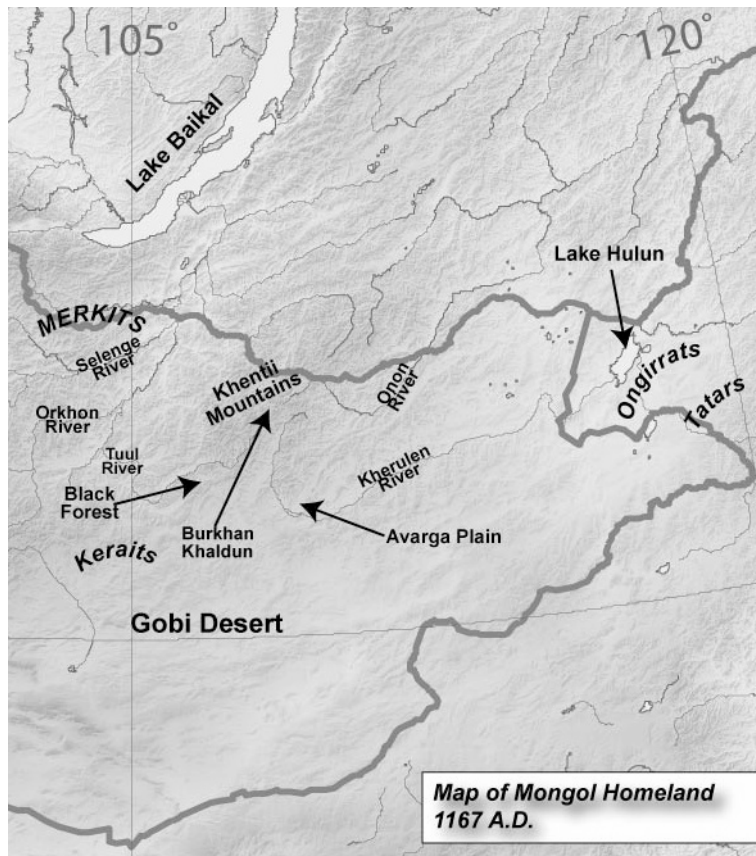 105°
120°
Lake Baikal
Lake Hulun
MERKITS
Selenge
River
Khentii
Mountains
Onon
River
Ongirrats
Tatars
Orkhon
River
Tuul
River
Kherulen
River
Black
Forest
Burkhan
Khaldun
Avarga Plain
Keraits
Gobi Desert
Map of Mongol Homeland
1167 A.D.